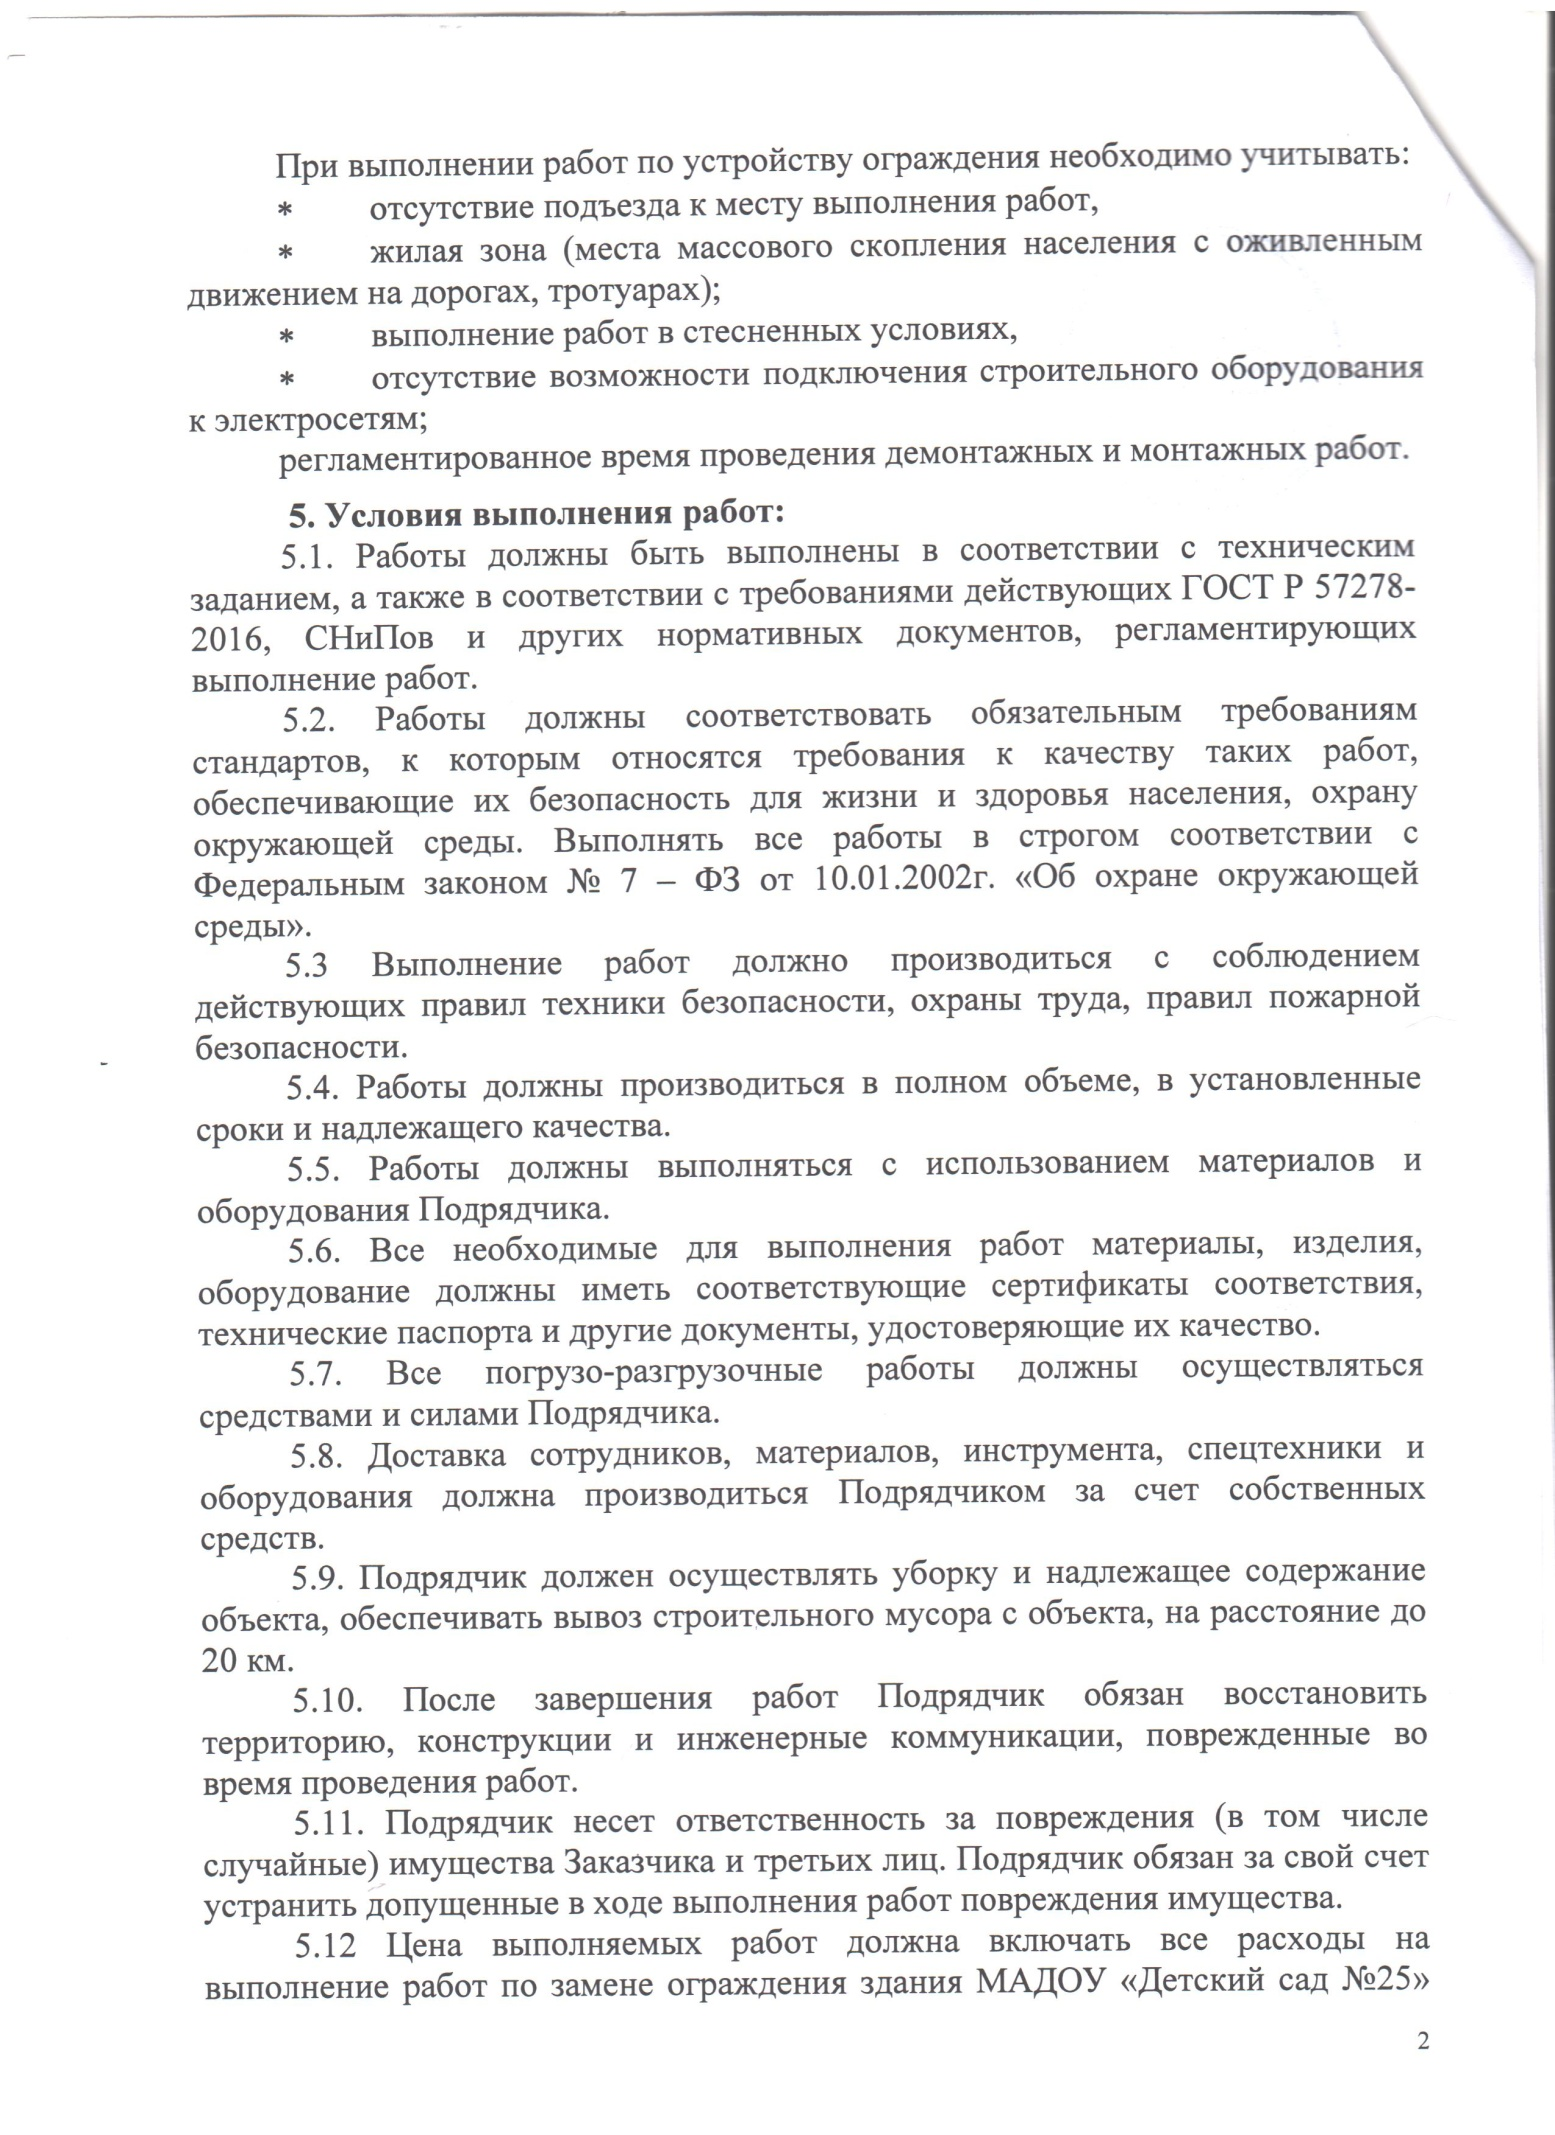 При выполнении работ по устройству ограждения необходимо учитывать:
* отсутствие подъезда к месту выполнения работ,
* жилая зона (места массового скопления населения с оживленным
движением на дорогах, тротуарах);
* выполнение работ в стесненных условиях,
* отсутствие возможности подключения строительного оборудования
к электросетям;
регламентированное время проведения демонтажных и монтажных работ.
5. Условия выполнения работ:
5.1. Работы должны быть выполнены в соответствии с техническим
заданием, а также в соответствии с требованиями действующих ГОСТ Р 57278-
2016, СНиПов и других нормативных документов, регламентирующих
выполнение работ.
5.2. Работы должны соответствовать обязательным требованиям
стандартов, к которым относятся требования к качеству таких работ,
обеспечивающие их безопасность для жизни и здоровья населения, охрану
окружающей среды. Выполнять все работы в строгом соответствии с
Федеральным законом № 7 – ФЗ от 10.01.2002г. «Об охране окружающей
среды».
5.3 Выполнение работ должно производиться с соблюдением
действующих правил техники безопасности, охраны труда, правил пожарной
безопасности.
5.4. Работы должны производиться в полном объеме, в установленные
сроки и надлежащего качества.
5.5. Работы должны выполняться с использованием материалов и
оборудования Подрядчика.
5.6. Все необходимые для выполнения работ материалы, изделия,
оборудование должны иметь соответствующие сертификаты соответствия,
технические паспорта и другие документы, удостоверяющие их качество.
5.7. Все погрузо-разгрузочные работы должны осуществляться
средствами и силами Подрядчика.
5.8. Доставка сотрудников, материалов, инструмента, спецтехники и
оборудования должна производиться Подрядчиком за счет собственных
средств.
5.9. Подрядчик должен осуществлять уборку и надлежащее содержание
объекта, обеспечивать вывоз строительного мусора с объекта, на расстояние до
20 км.
5.10. После завершения работ Подрядчик обязан восстановить
территорию, конструкции и инженерные коммуникации, поврежденные во
время проведения работ.
5.11. Подрядчик несет ответственность за повреждения (в том числе
случайные) имущества Заказчика и третьих лиц. Подрядчик обязан за свой счет
устранить допущенные в ходе выполнения работ повреждения имущества.
5.12 Цена выполняемых работ должна включать все расходы на
выполнение работ по замене ограждения здания МАДОУ «Детский сад №25»
2